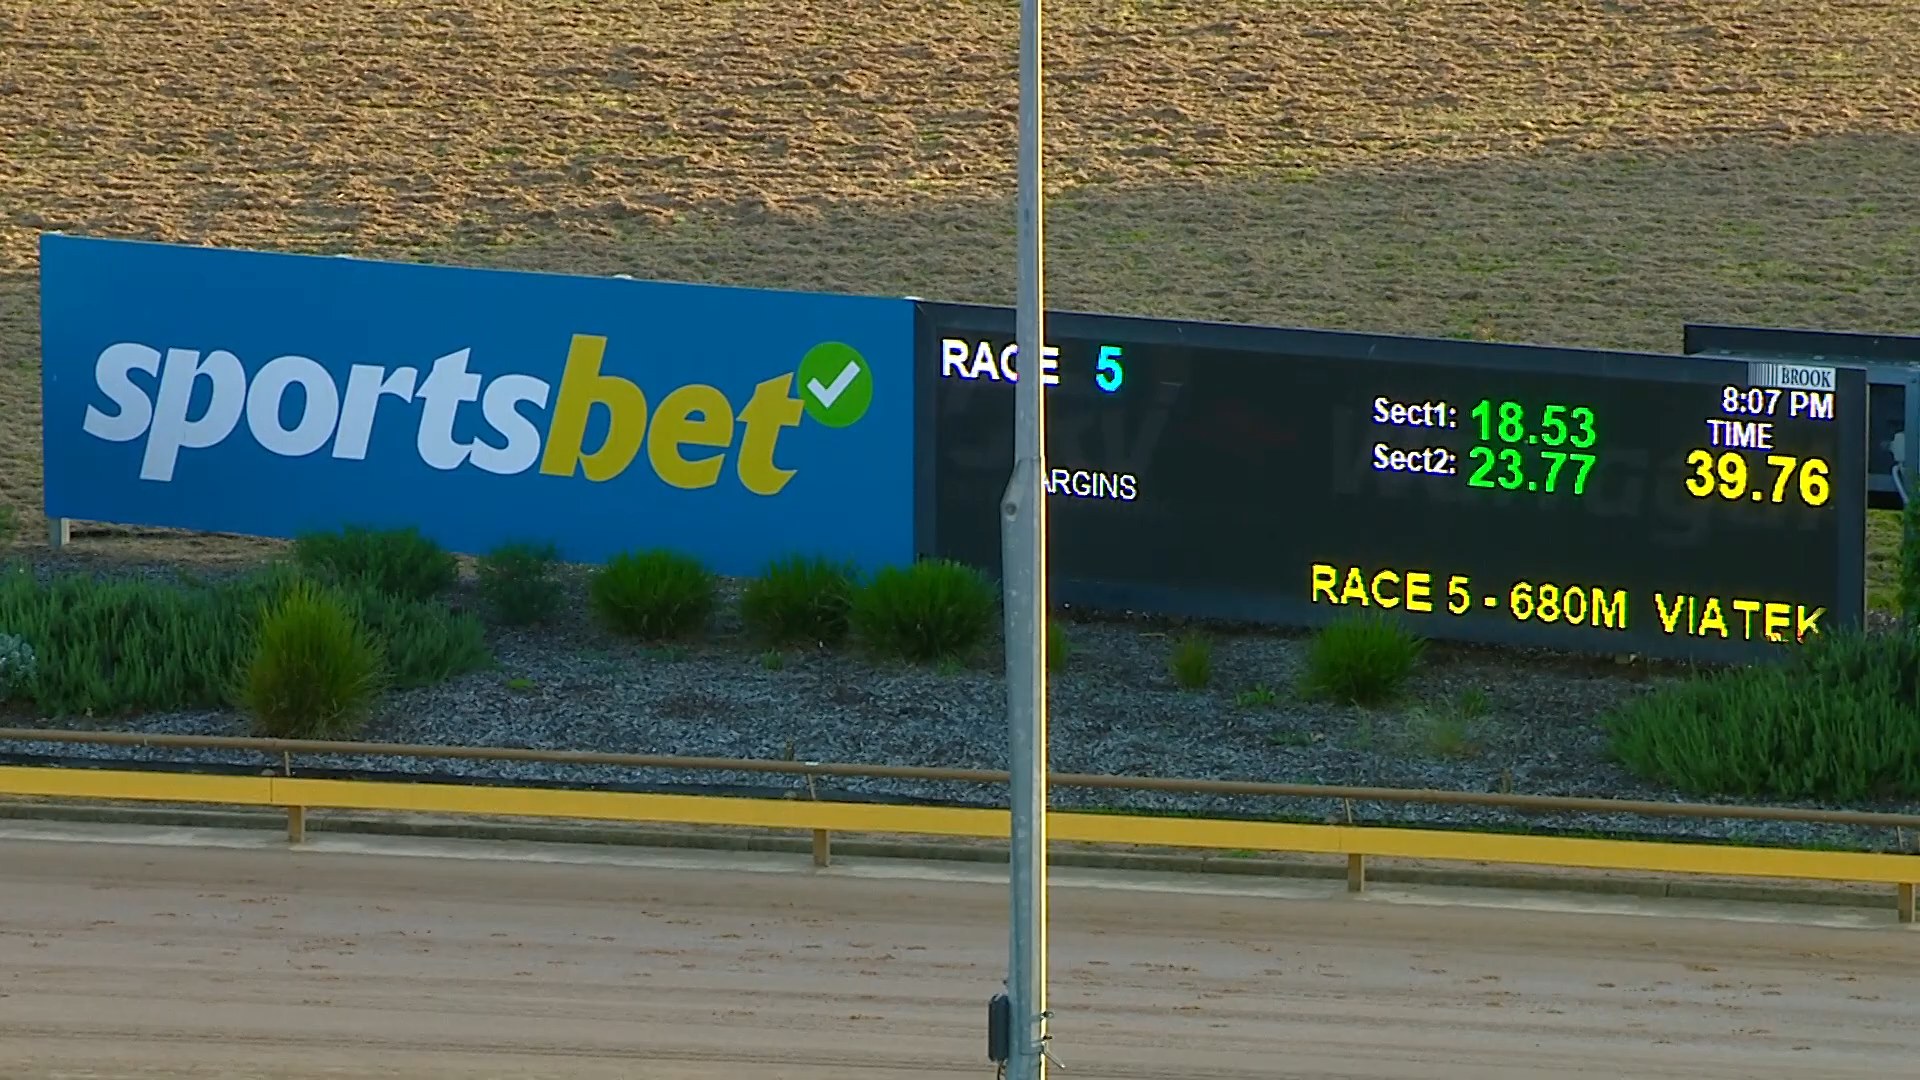 sportsbet
RACE 5
BROOK
8:07 PM
Sect1: 18.53
TIME
Sect2: 23.77
39.76
ARGINS
RACE 5 - 680M VIATEK